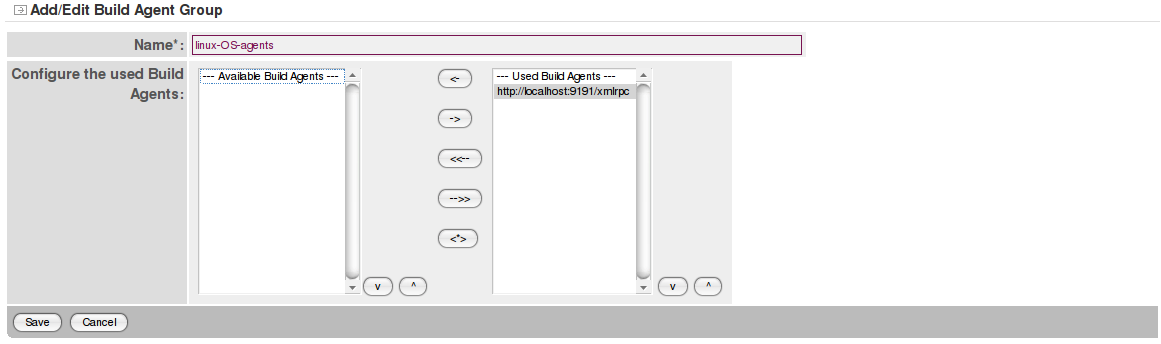 Add/Edit Build Agent Group
Name*: linux-OS-agents
Configure the used Build Agents:
--- Available Build Agents ---
<-
->
<<--
-->>
<*>
v ^
--- Used Build Agents ---
http://localhost:9191/xmlrpc
v ^
Save Cancel